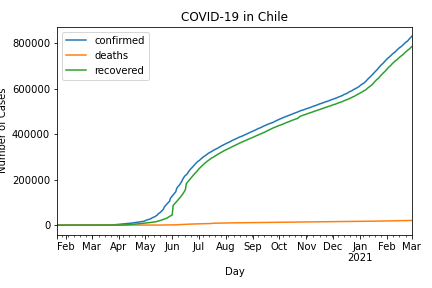 COVID-19 in Chile
confirmed
deaths
recovered
800000
600000
400000
200000
0
Number of Cases
Feb Mar Apr May Jun Jul Aug Sep Oct Nov Dec Jan Feb Mar
2021
Day